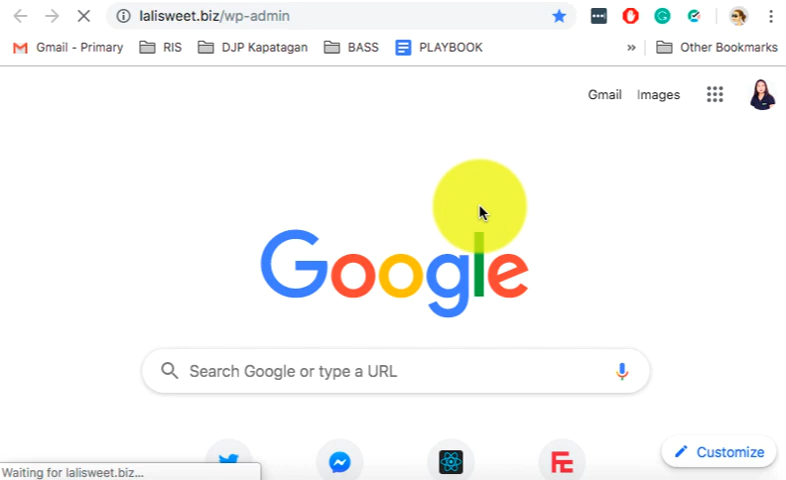 lalisweet.biz/wp-admin
Gmail - Primary RIS DJP Kapatagan BASS PLAYBOOK » Other Bookmarks
Gmail Images
Google
Search Google or type a URL
Customize
Waiting for lalisweet.biz...